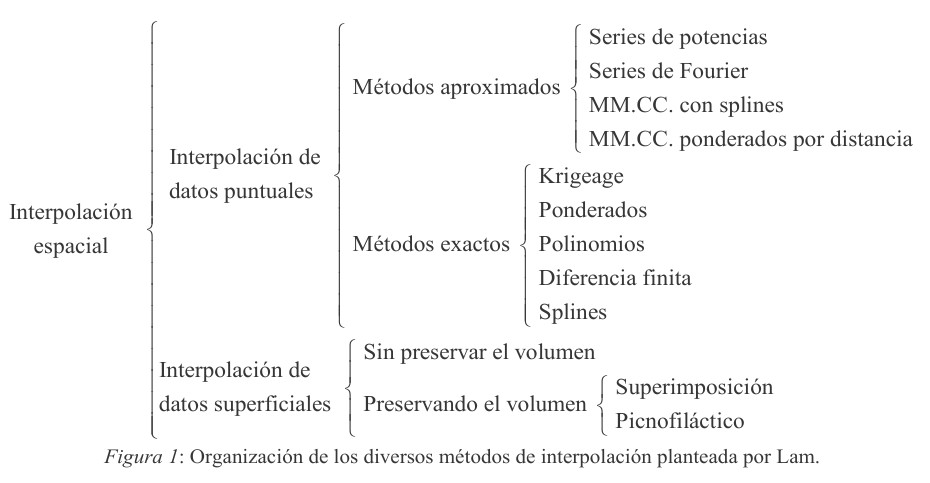 Interpolación
espacial
Interpolación de
datos puntuales
Métodos aproximados
Series de potencias
Series de Fourier
MM.CC. con splines
MM.CC. ponderados por distancia
Métodos exactos
Krigeage
Ponderados
Polinomios
Diferencia finita
Splines
Interpolación de
datos superficiales
Sin preservar el volumen
Preservando el volumen
Superimposición
Picnofiláctico
Figura 1: Organización de los diversos métodos de interpolación planteada por Lam.